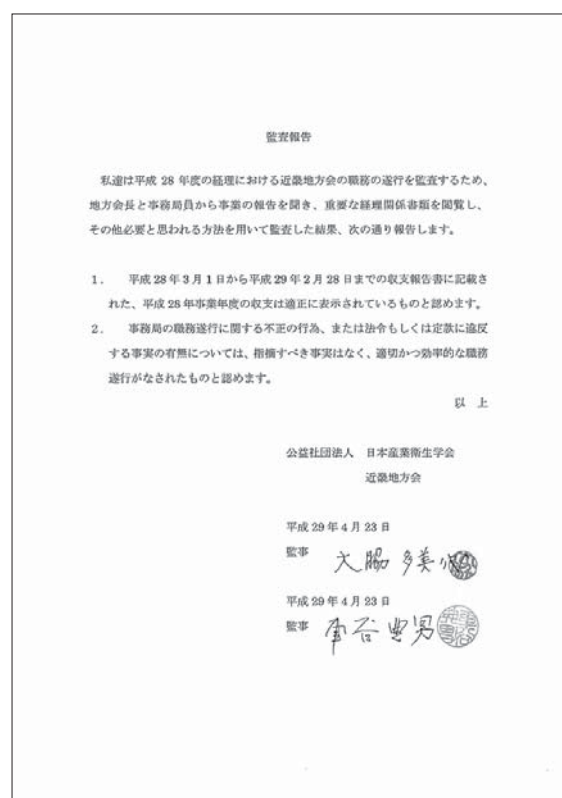 監査報告
私達は平成 28 年度の経理における近畿地方会の職務の遂行を監査するため、
地方会長と事務局員から事業の報告を聞き、重要な経理関係書類を閲覧し、
その他必要と思われる方法を用いて監査した結果、次の通り報告します。
1. 平成 28 年 3 月 1 日から平成 29 年 2 月 28 日までの収支報告書に記載さ
れた、平成 28 年事業年度の収支は適正に表示されているものと認めます。
2. 事務局の職務遂行に関する不正の行為、または法令もしくは定款に違反
する事実の有無については、指摘すべき事実はなく、適切かつ効率的な職務
遂行がなされたものと認めます。
以 上
公益社団法人 日本産業衛生学会
近畿地方会
平成 29 年 4 月 23 日
監事 大脇 多美
平成 29 年 4 月 23 日
監事